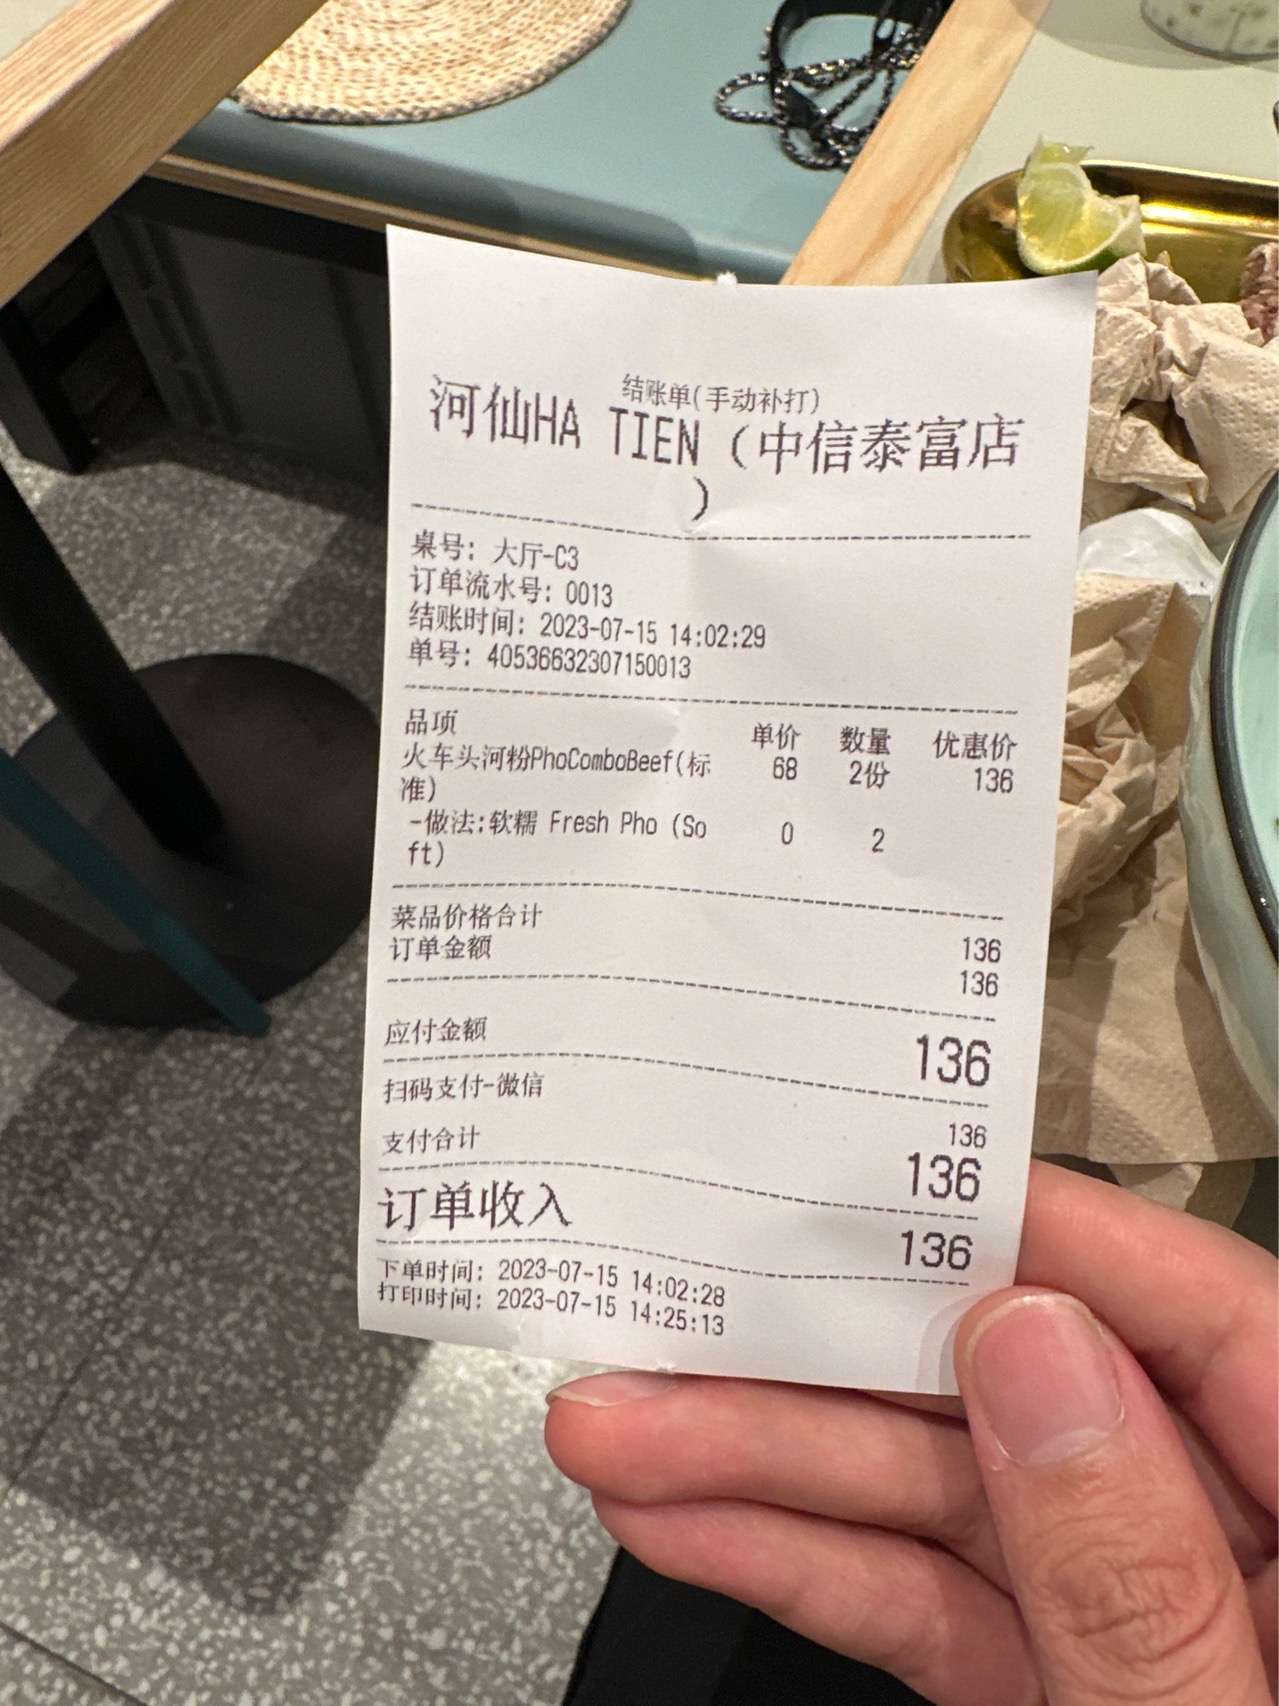 结账单(手动补打)
河仙HA TIEN (中信泰富店
)
桌号: 大厅-C3
订单流水号: 0013
结账时间: 2023-07-15 14:02:29
单号: 40536632307150013
品项 单价 数量 优惠价
火车头河粉PhoComboBeef(标 68 2份 136
准)
-做法:软糯 Fresh Pho (So 0 2
ft)
菜品价格合计 136
订单金额 136
应付金额 136
扫码支付-微信 136
支付合计 136
订单收入 136
下单时间: 2023-07-15 14:02:28
打印时间: 2023-07-15 14:25:13